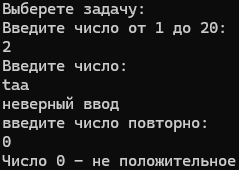 Выберете задачу:
Введите число от 1 до 20:
2
Введите число:
taa
неверный ввод
введите число повторно:
0
Число 0 – не положительное